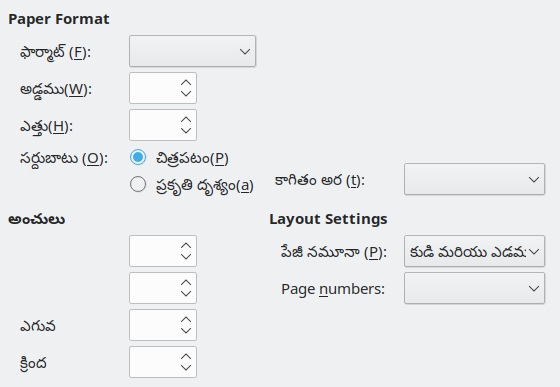 Paper Format
ఫార్మాట్ (F):
అడ్డము(W):
ఎత్తు(H):
సర్దుబాటు (O): చిత్రపటం(P)
ప్రకృతి దృశ్యం(a) కాగితం అర (t):
అంచులు Layout Settings
పేజీ నమూనా (P): కుడి మరియు ఎడమ
Page numbers:
ఎగువ
క్రింద